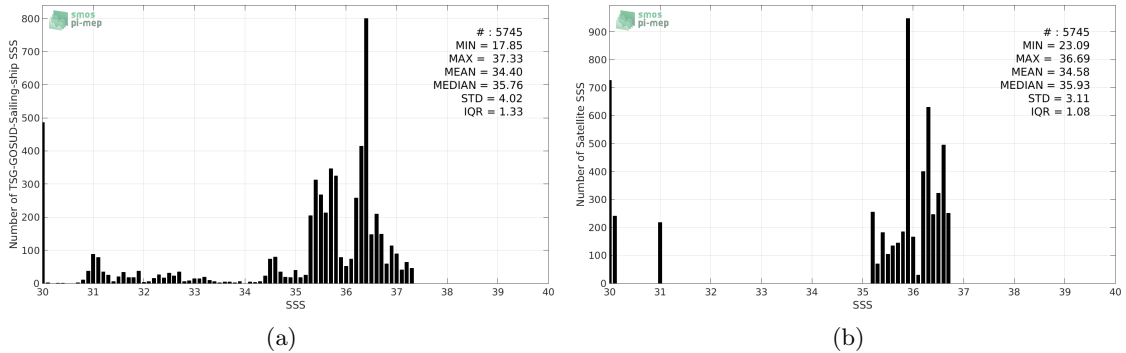 smos
pi-mep
# : 5745
MIN = 17.85
MAX = 37.33
MEAN = 34.40
MEDIAN = 35.76
STD = 4.02
IQR = 1.33
Number of TSG-GOSUD-Sailing-ship SSS
800
700
600
500
400
300
200
100
0
30 31 32 33 34 35 36 37 38 39 40
SSS
(a)
smos
pi-mep
# : 5745
MIN = 23.09
MAX = 36.69
MEAN = 34.58
MEDIAN = 35.93
STD = 3.11
IQR = 1.08
Number of Satellite SSS
900
800
700
600
500
400
300
200
100
0
30 31 32 33 34 35 36 37 38 39 40
SSS
(b)